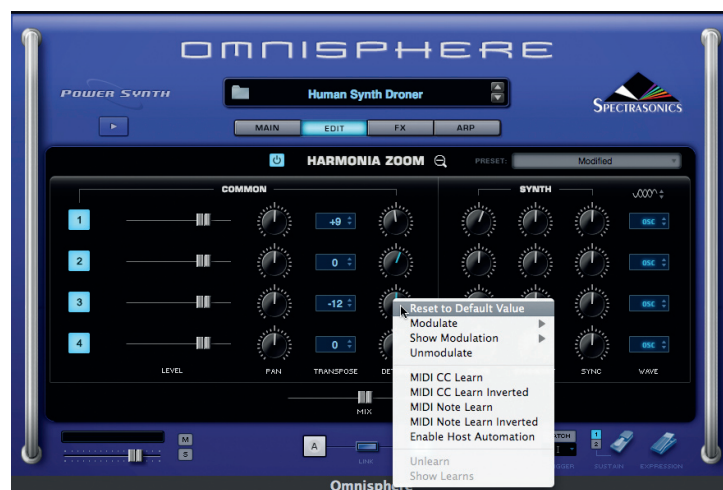 OMNISPHERE
POWER SYNTH
Human Synth Droner
SPECTRASONICS
MAIN EDIT FX ARP
HARMONIA ZOOM PRESET: Modified
COMMON SYNTH
1 +9 OSC
2 0 OSC
3 -12 OSC
4 0 OSC
LEVEL PAN TRANSPOSE SYNC WAVE
MIX
Reset to Default Value
Modulate
Show Modulation
Unmodulate
MIDI CC Learn
MIDI CC Learn Inverted
MIDI Note Learn
MIDI Note Learn Inverted
Enable Host Automation
Unlearn
Show Learns
M
S
A
LINK
1
2
SUSTAIN EXPRESSION
Omnisphere